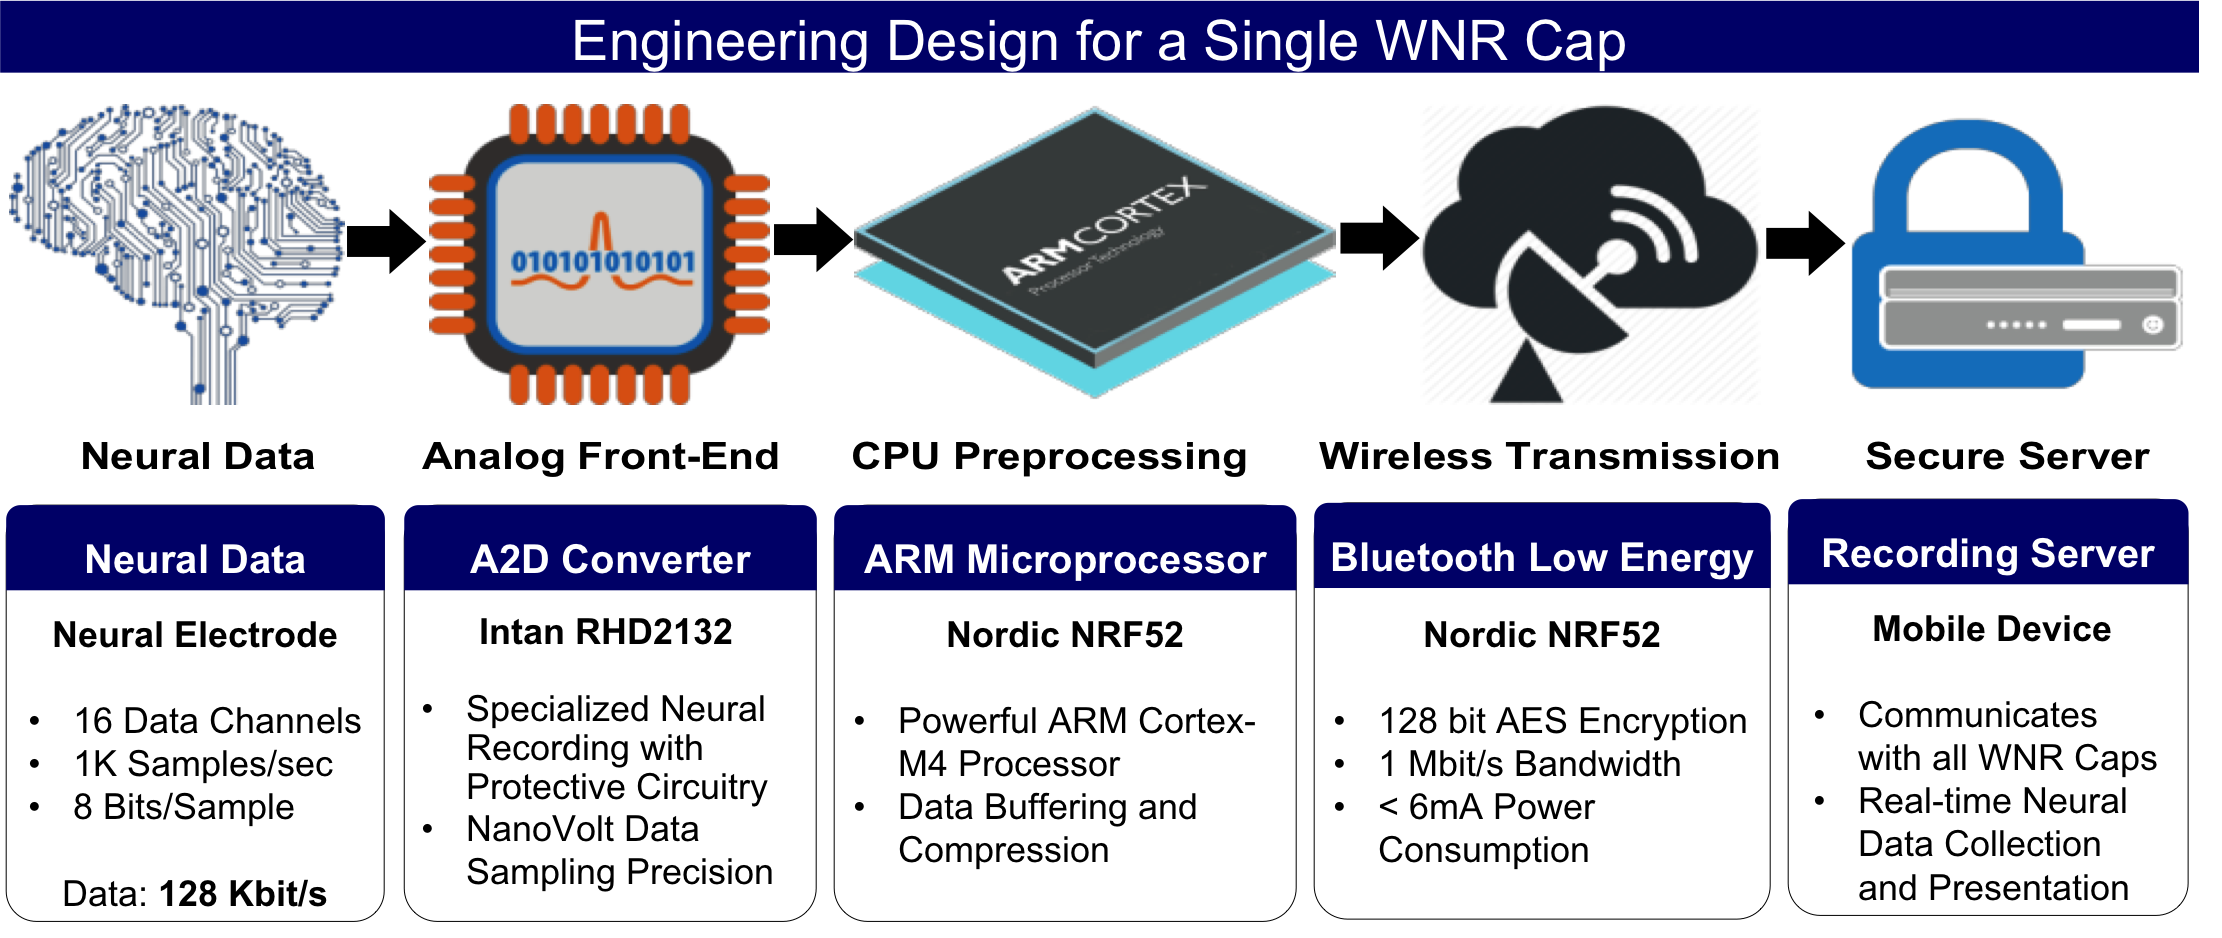 Engineering Design for a Single WNR Cap
010101010101
ARMCORTEX
Processor Technology
Neural Data
Analog Front-End
CPU Preprocessing
Wireless Transmission
Secure Server
Neural Data
Neural Electrode
• 16 Data Channels
• 1K Samples/sec
• 8 Bits/Sample
Data: 128 Kbit/s
A2D Converter
Intan RHD2132
• Specialized Neural
Recording with
Protective Circuitry
• NanoVolt Data
Sampling Precision
ARM Microprocessor
Nordic NRF52
• Powerful ARM Cortex-
M4 Processor
• Data Buffering and
Compression
Bluetooth Low Energy
Nordic NRF52
• 128 bit AES Encryption
• 1 Mbit/s Bandwidth
• < 6mA Power
Consumption
Recording Server
Mobile Device
• Communicates
with all WNR Caps
• Real-time Neural
Data Collection
and Presentation